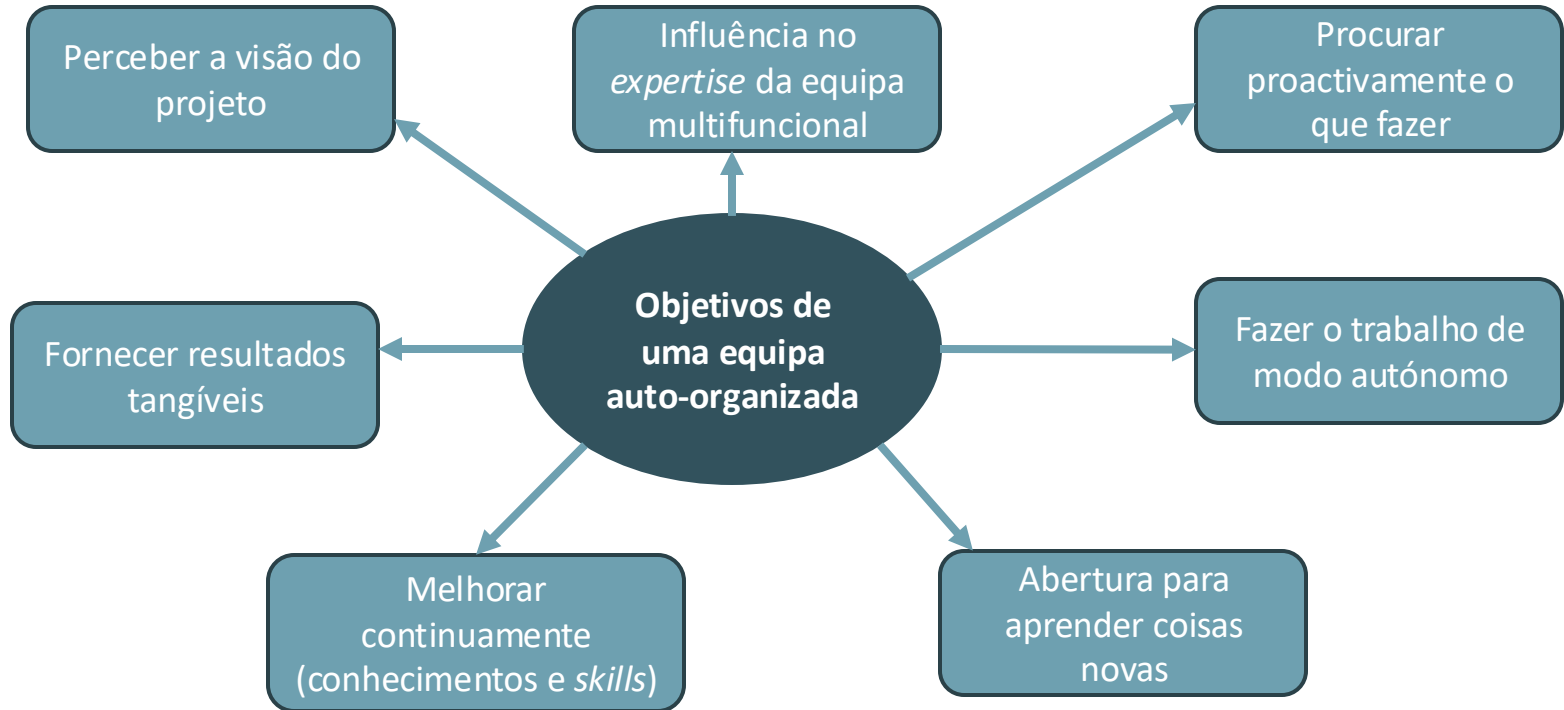 Perceber a visão do
projeto
Influência no
expertise da equipa
multifuncional
Procurar
proactivamente o
que fazer
Objetivos de
uma equipa
auto-organizada
Fornecer resultados
tangíveis
Fazer o trabalho de
modo autónomo
Melhorar
continuamente
(conhecimentos e skills)
Abertura para
aprender coisas
novas